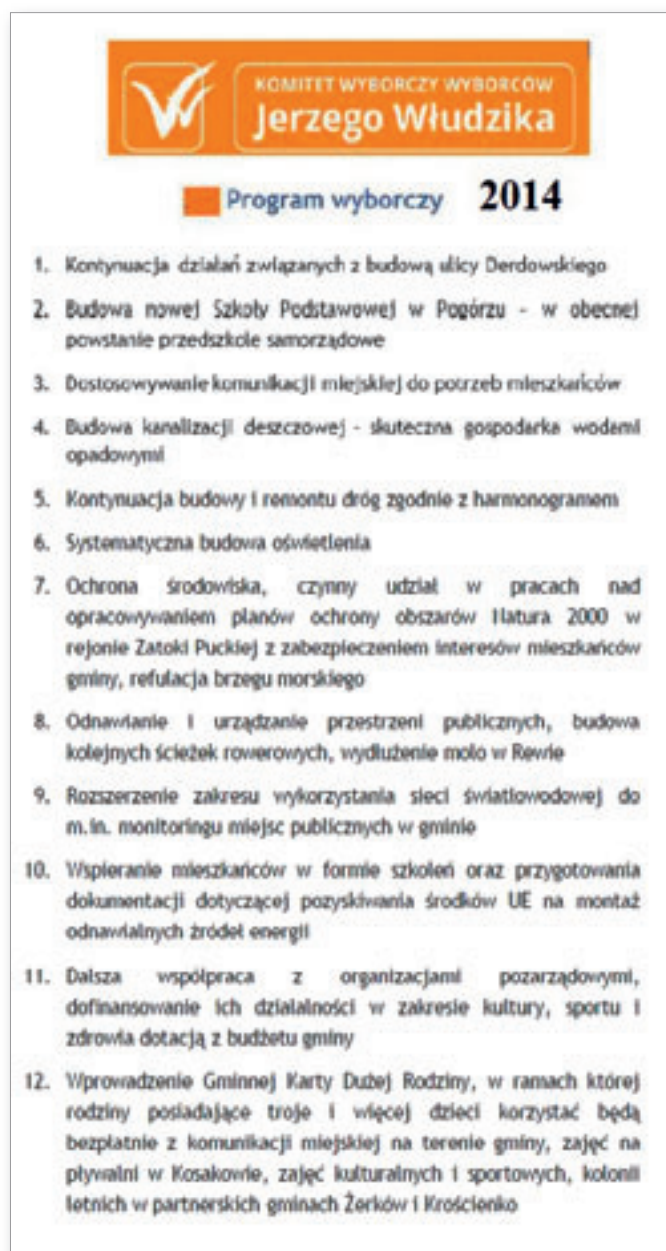 KOMITET WYBORCZY WYBORCÓW
Jerzego Włudzika
Program wyborczy 2014
1. Kontynuacja działań związanych z budową ulicy Derdowskiego
2. Budowa nowej Szkoły Podstawowej w Pogórzu - w obecnej
powstanie przedszkole samorządowe
3. Dostosowywanie komunikacji miejskiej do potrzeb mieszkańców
4. Budowa kanalizacji deszczowej - skuteczna gospodarka wodami
opadowymi
5. Kontynuacja budowy i remontu dróg zgodnie z harmonogramem
6. Systematyczna budowa oświetlenia
7. Ochrona środowiska, czynny udział w pracach nad
opracowywaniem planów ochrony obszarów Natura 2000 w
rejonie Zatoki Puckiej z zabezpieczeniem interesów mieszkańców
gminy, refulacja brzegu morskiego
8. Odnawianie i urządzanie przestrzeni publicznych, budowa
kolejnych ścieżek rowerowych, wydłużenie molo w Rewie
9. Rozszerzenie zakresu wykorzystania sieci światłowodowej do
m.in. monitoringu miejsc publicznych w gminie
10. Wspieranie mieszkańców w formie szkoleń oraz przygotowania
dokumentacji dotyczącej pozyskiwania środków UE na montaż
odnawialnych źródeł energii
11. Dalsza współpraca z organizacjami pozarządowymi,
dofinansowanie ich działalności w zakresie kultury, sportu i
zdrowia dotacją z budżetu gminy
12. Wprowadzenie Gminnej Karty Dużej Rodziny, w ramach której
rodziny posiadające troje i więcej dzieci korzystać będą
bezpłatnie z komunikacji miejskiej na terenie gminy, zajęć na
pływalni w Kosakowie, zajęć kulturalnych i sportowych, kolonii
letnich w partnerskich gminach Żerków i Krościenko